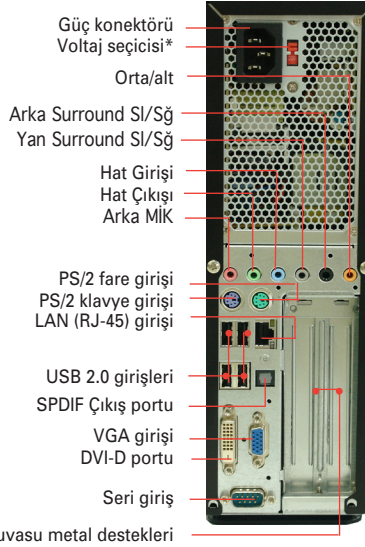 Güç konektörü
Voltaj seçicisi*
Orta/alt
Arka Surround Sl/Sğ
Yan Surround Sl/Sğ
Hat Girişi
Hat Çıkışı
Arka MİK
PS/2 fare girişi
PS/2 klavye girişi
LAN (RJ-45) girişi
USB 2.0 girişleri
SPDIF Çıkış portu
VGA girişi
DVI-D portu
Seri giriş
metal destekleri